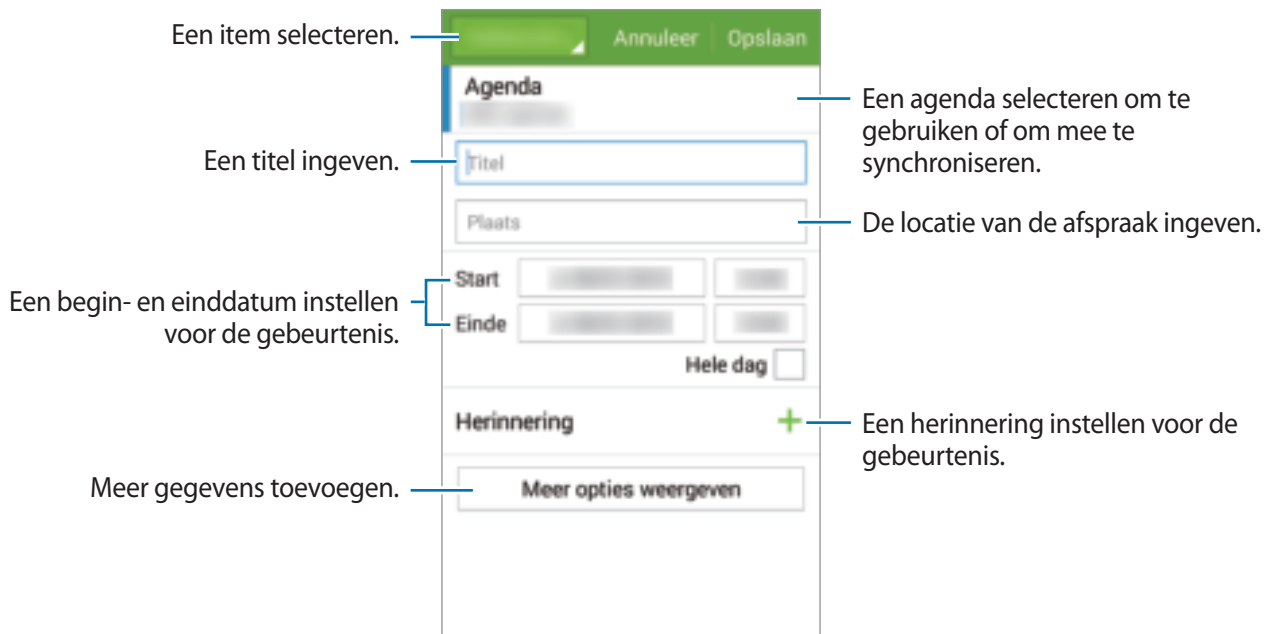 Een item selecteren.
Annuleer
Opslaan
Agenda
Een agenda selecteren om te
gebruiken of om mee te
synchroniseren.
Een titel ingeven.
Titel
Plaats
De locatie van de afspraak ingeven.
Start
Een begin- en einddatum instellen
voor de gebeurtenis.
Einde
Hele dag
Herinnering
Een herinnering instellen voor de
gebeurtenis.
Meer gegevens toevoegen.
Meer opties weergeven